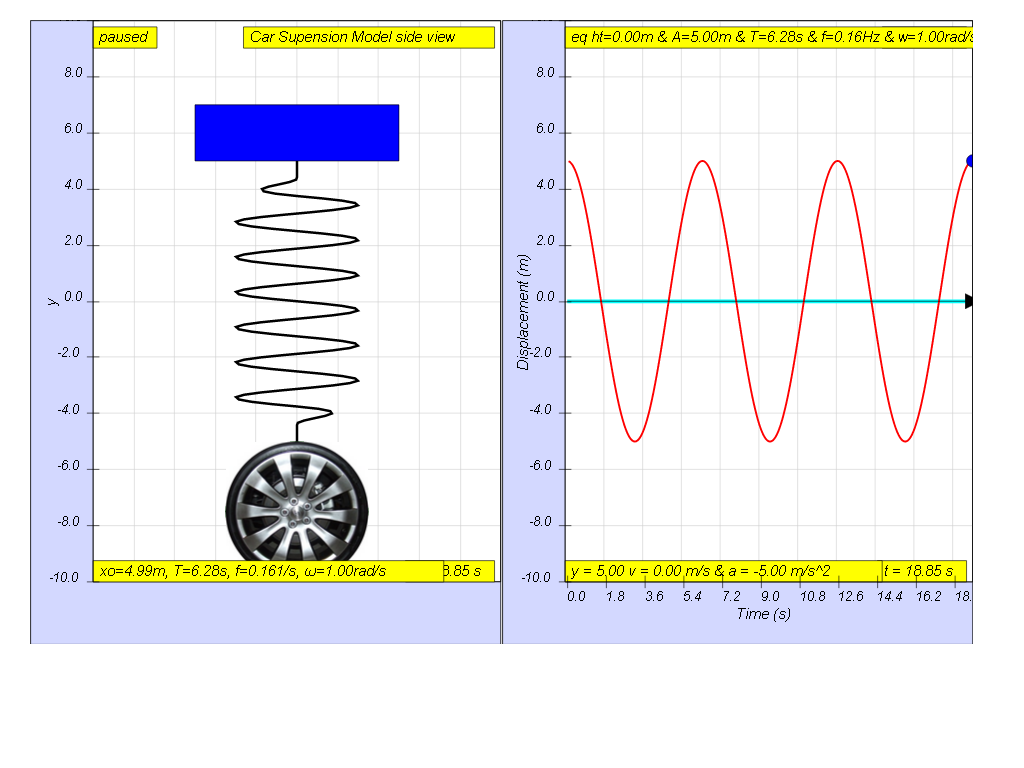 paused
Car Supension Model side view
8.0
6.0
4.0
2.0
0.0
-2.0
-4.0
-6.0
-8.0
-10.0
y
xo=4.99m, T=6.28s, f=0.161/s, ω=1.00rad/s
8.85 s
eq ht=0.00m & A=5.00m & T=6.28s & f=0.16Hz & w=1.00rad/s
8.0
6.0
4.0
2.0
0.0
-2.0
-4.0
-6.0
-8.0
-10.0
Displacement (m)
y = 5.00 v = 0.00 m/s & a = -5.00 m/s^2
t = 18.85 s
0.0 1.8 3.6 5.4 7.2 9.0 10.8 12.6 14.4 16.2 18.
Time (s)